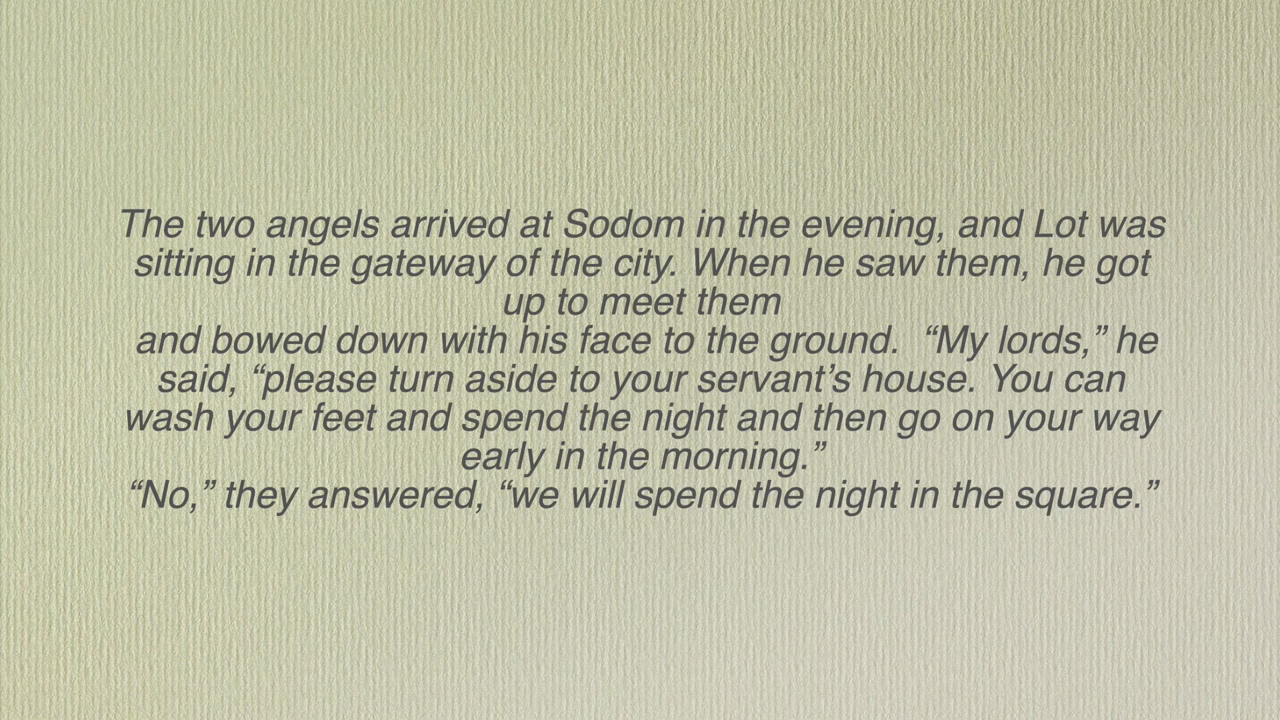 The two angels arrived at Sodom in the evening, and Lot was
sitting in the gateway of the city. When he saw them, he got
up to meet them
and bowed down with his face to the ground.  “My lords,” he
said, “please turn aside to your servant’s house. You can
wash your feet and spend the night and then go on your way
early in the morning.”
“No,” they answered, “we will spend the night in the square.”